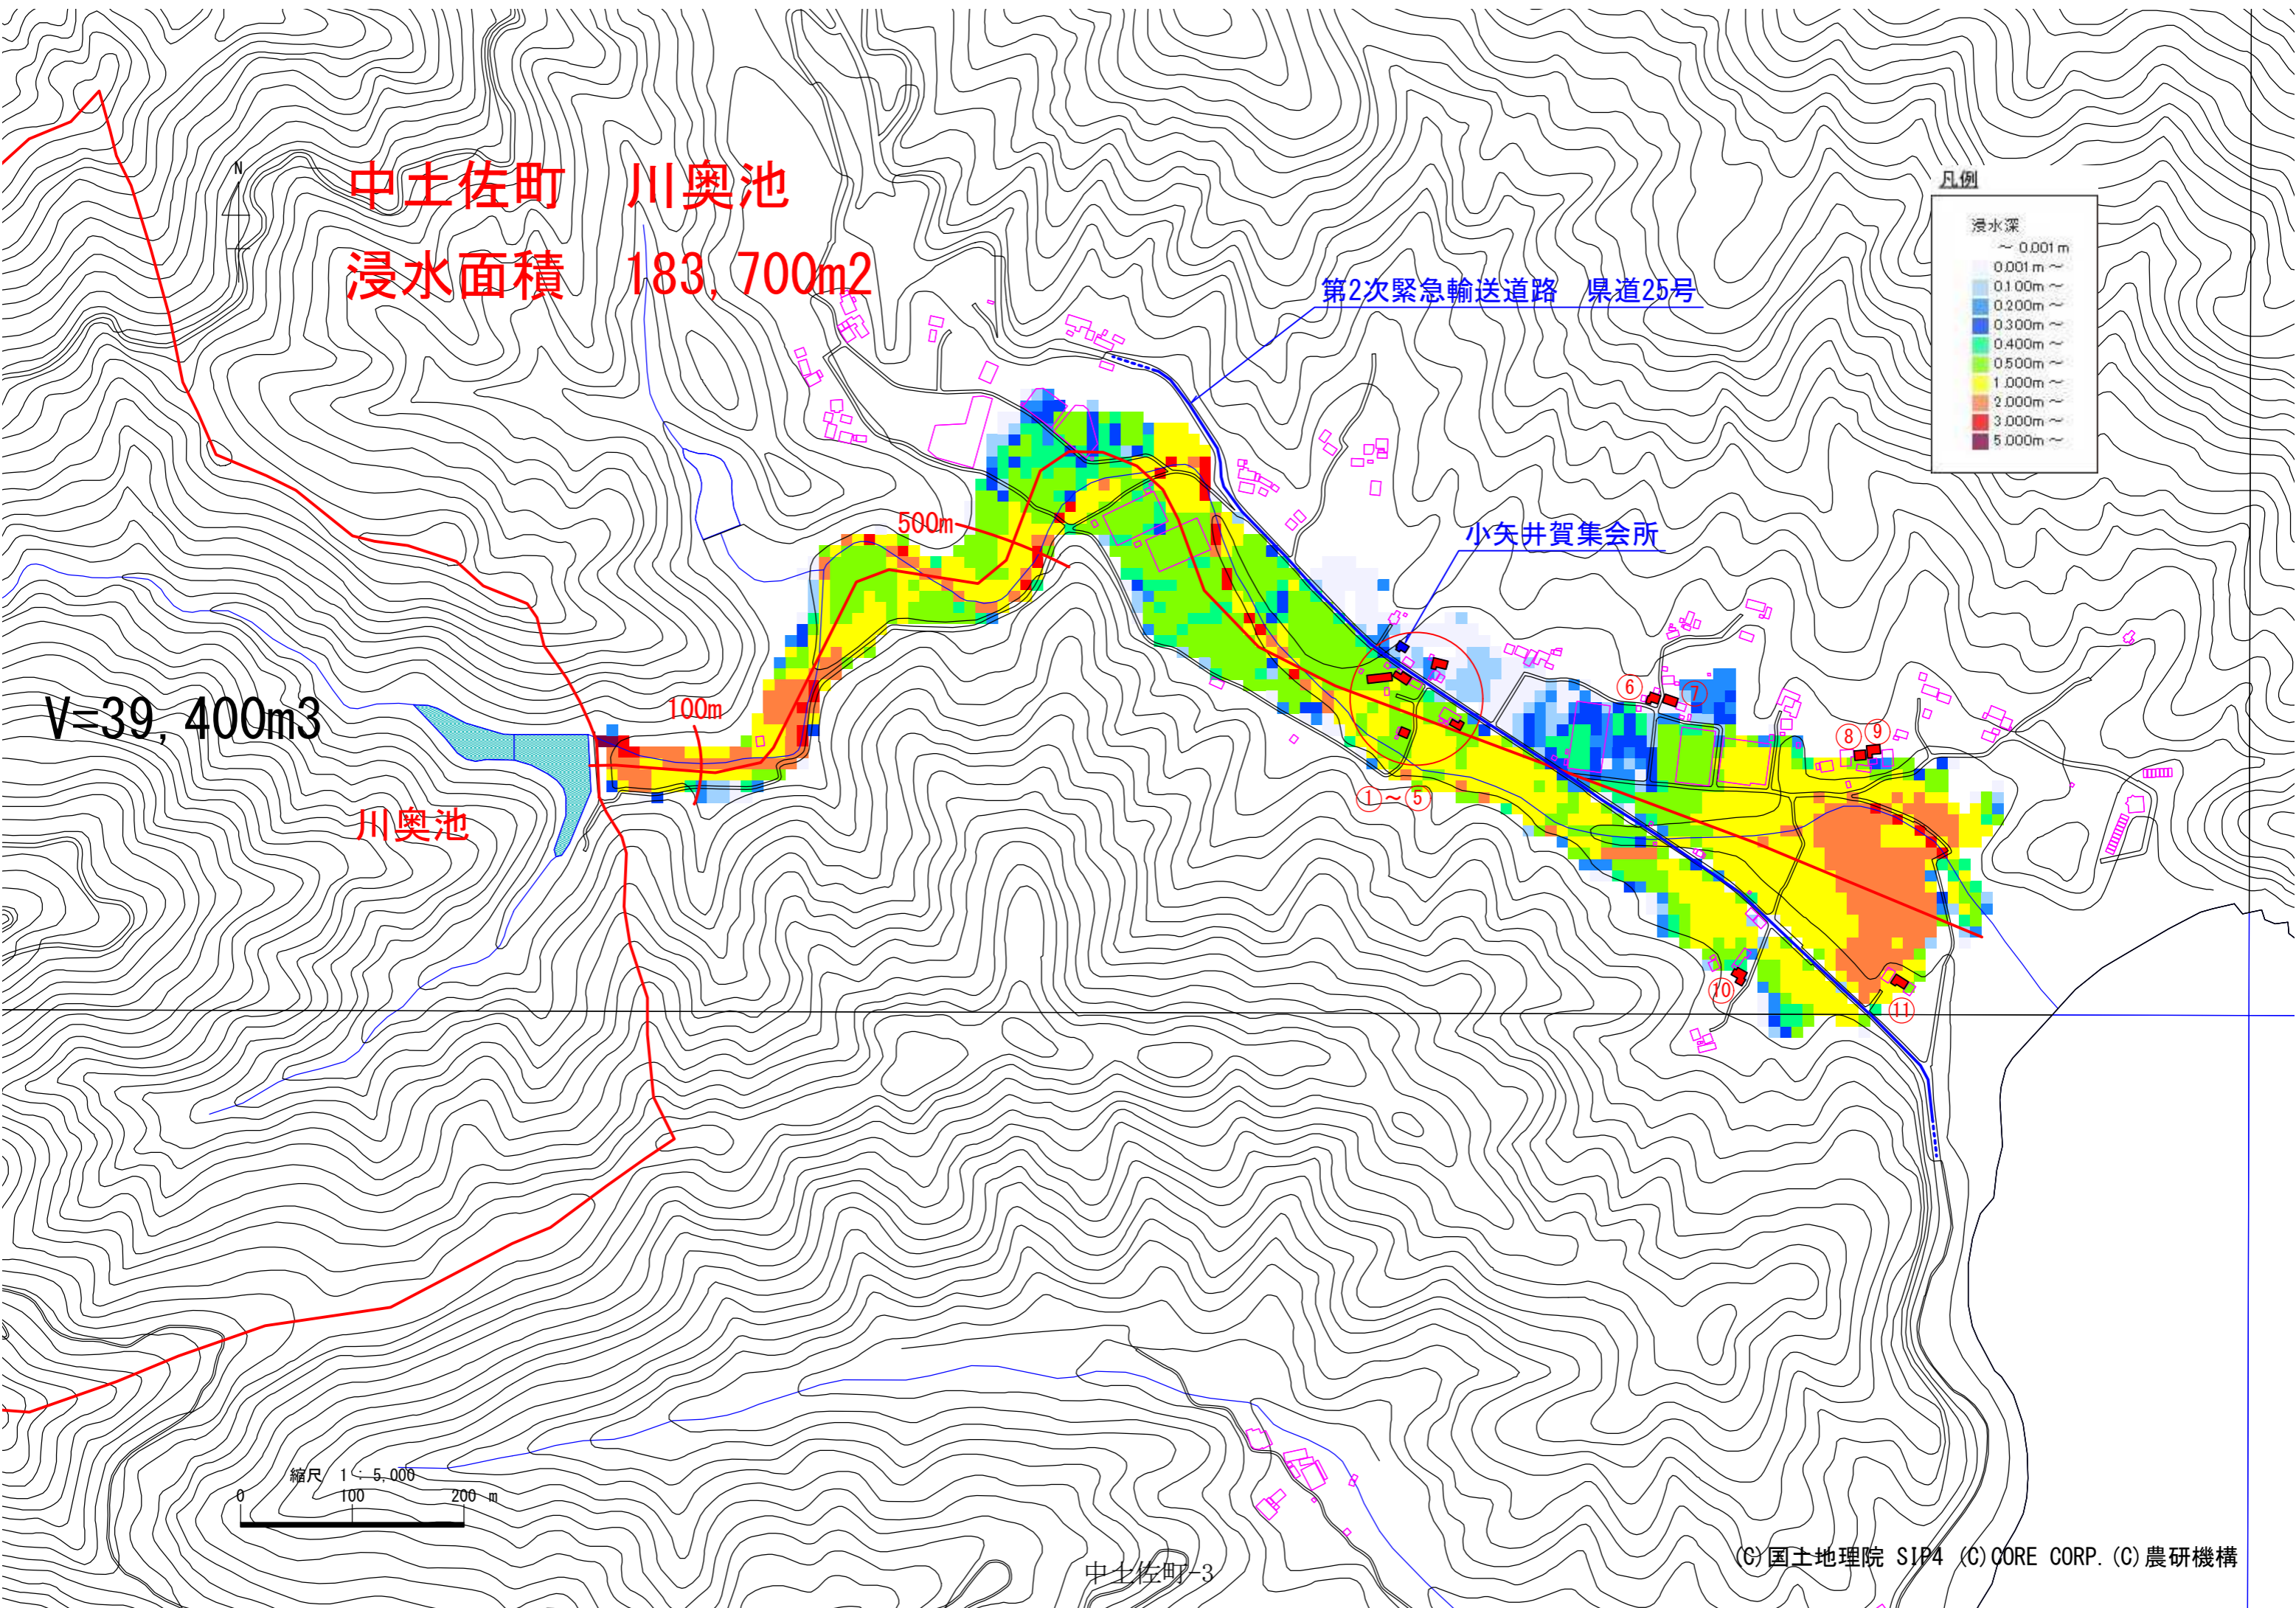 N
中土佐町 川奥池
浸水面積 183,700m2
凡例
浸水深
～ 0.001 m
0.001 m ～
0.100m ～
0.200m ～
0.300m ～
0.400m ～
0.500m ～
1.000m ～
2.000m ～
3.000m ～
5.000m ～
第2次緊急輸送道路 県道25号
500m
小矢井賀集会所
V=39,400m3
100m
川奥池
⑥
⑦
⑧
⑨
①～⑤
⑩
⑪
縮尺 1：5,000
0 100 200 m
中土佐町-3
(C)国土地理院 SIP4 (C)CORE CORP. (C)農研機構